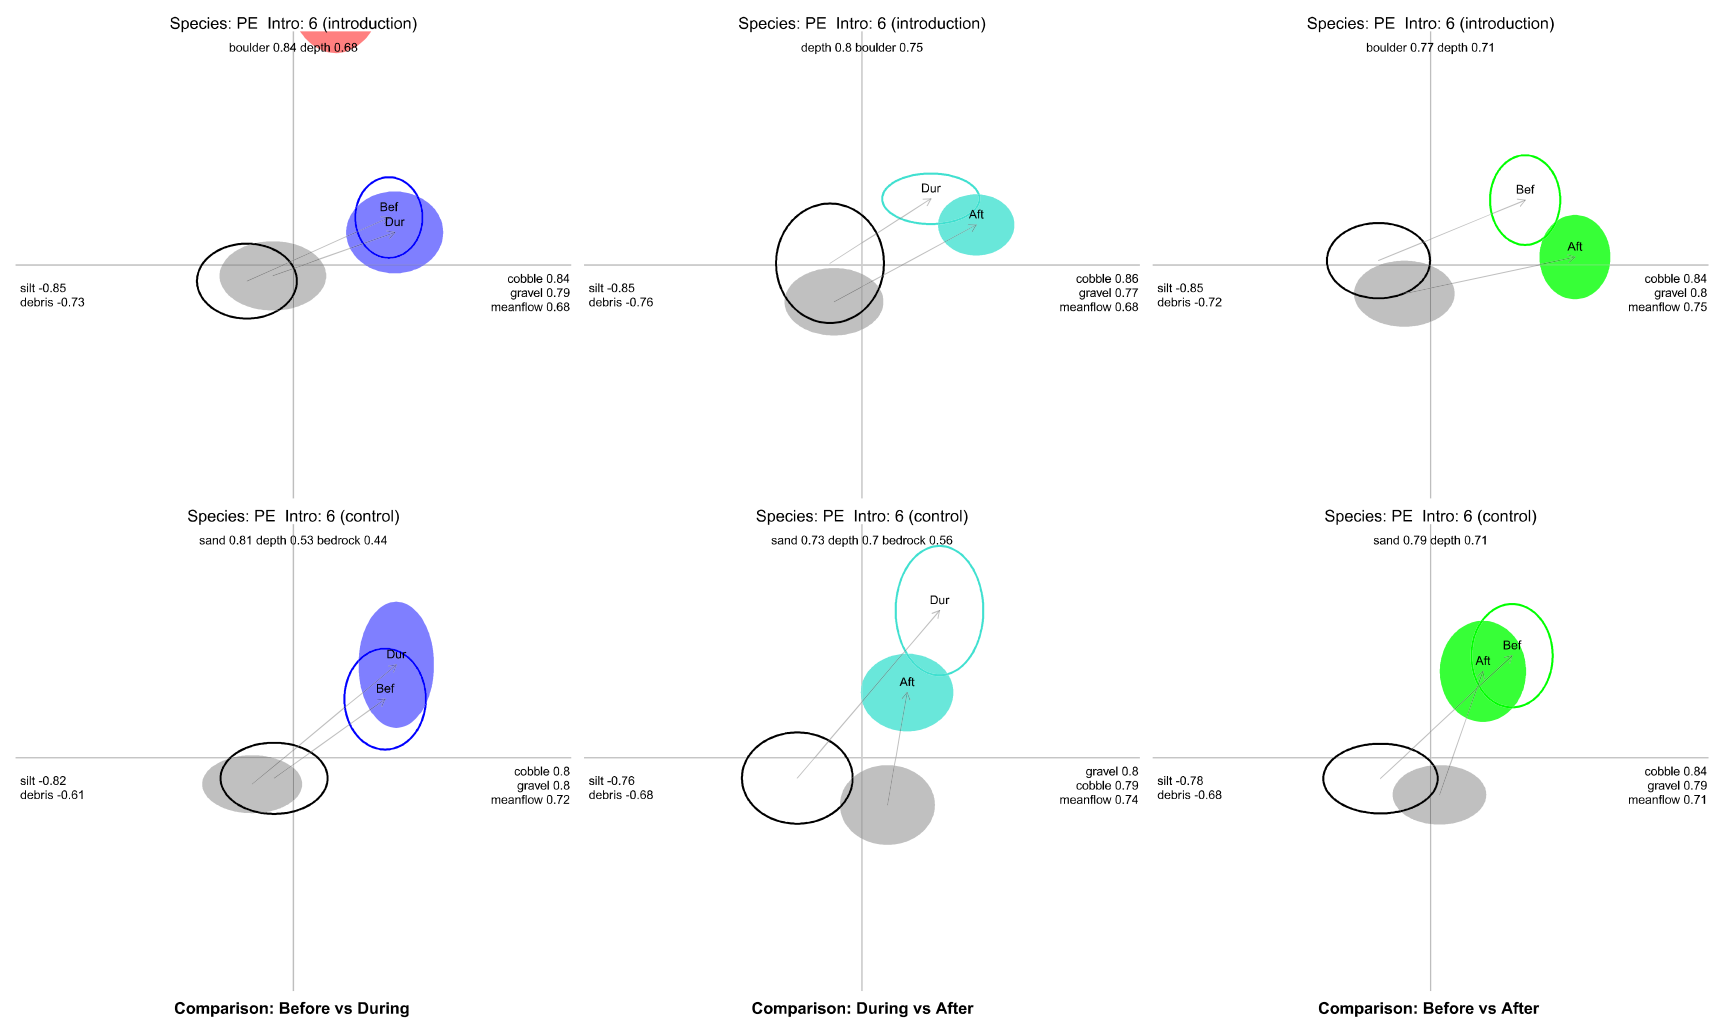 Species: PE  Intro: 6 (introduction)
boulder 0.84 depth 0.68
Bef
Dur
silt -0.85
debris -0.73
cobble 0.84
gravel 0.79
meanflow 0.68
Species: PE  Intro: 6 (introduction)
depth 0.8 boulder 0.75
Dur
Aft
silt -0.85
debris -0.76
cobble 0.86
gravel 0.77
meanflow 0.68
Species: PE  Intro: 6 (introduction)
boulder 0.77 depth 0.71
Bef
Aft
silt -0.85
debris -0.72
cobble 0.84
gravel 0.8
meanflow 0.75
Species: PE  Intro: 6 (control)
sand 0.81 depth 0.53 bedrock 0.44
Dur
Bef
silt -0.82
debris -0.61
cobble 0.8
gravel 0.8
meanflow 0.72
Species: PE  Intro: 6 (control)
sand 0.73 depth 0.7 bedrock 0.56
Dur
Aft
silt -0.76
debris -0.68
gravel 0.8
cobble 0.79
meanflow 0.74
Species: PE  Intro: 6 (control)
sand 0.79 depth 0.71
Bef
Aft
silt -0.78
debris -0.68
cobble 0.84
gravel 0.79
meanflow 0.71
Comparison: Before vs During
Comparison: During vs After
Comparison: Before vs After